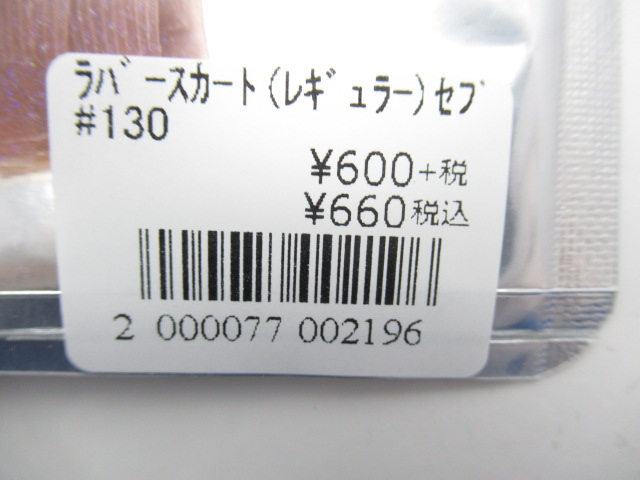 ラバースカート(レギュラー)セブ
#130
¥600+税
¥660税込
2 000077 002196